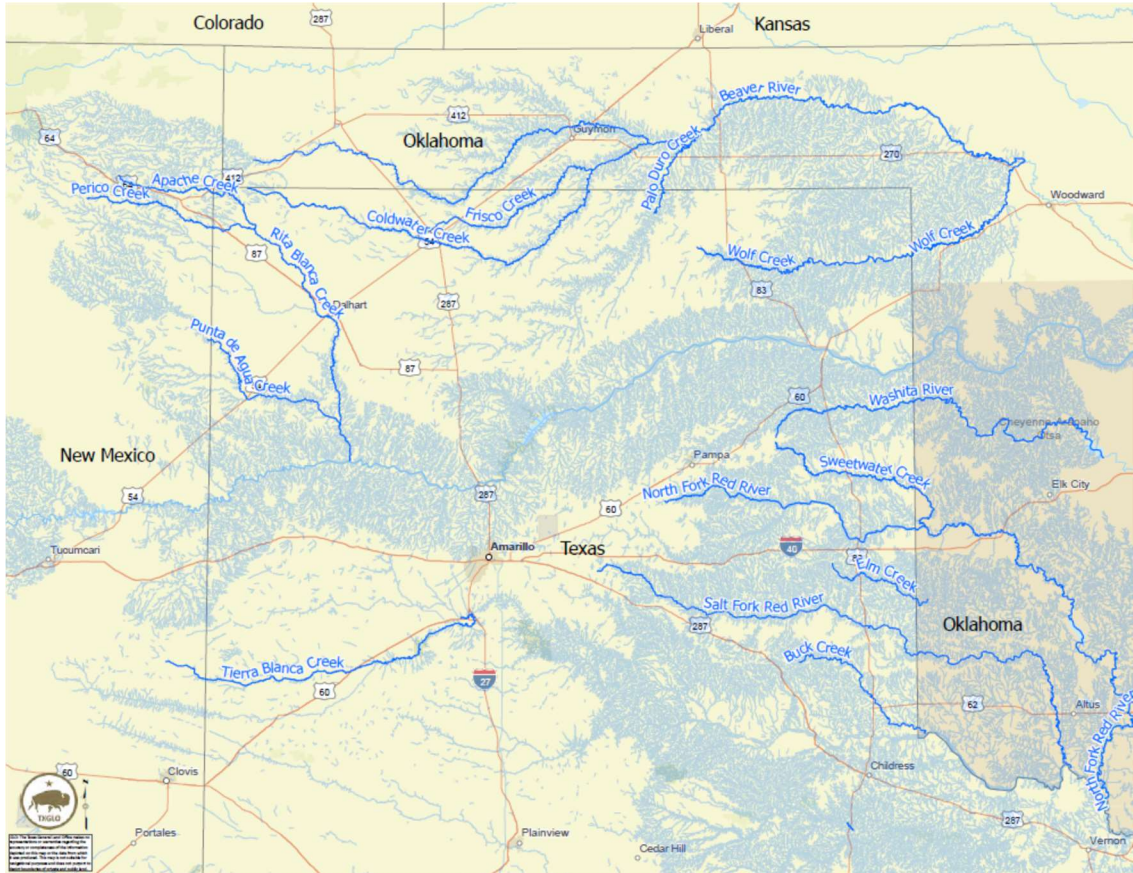 Colorado
287
Kansas
Liberal
Beaver River
412
Guymon
64
Oklahoma
270
Palo Duro Creek
412
Apache Creek
Perico Creek
Woodward
Frisco Creek
Coldwater Creek
54
Rita Blanca Creek
87
Wolf Creek
Wolf Creek
83
Dalhart
287
Punta de Agua Creek
87
60
Washita River
Cheyenne-Arapaho
Otsa
New Mexico
Pampa
Sweetwater Creek
Elk City
54
287
North Fork Red River
60
Tucumcari
Amarillo
Texas
40
83
Elm Creek
Salt Fork Red River
287
Oklahoma
Buck Creek
Tierra Blanca Creek
60
27
62
Altus
North Fork Red River
60
Clovis
Childress
TXGLO
287
Portales
Plainview
Cedar Hill
Vernon